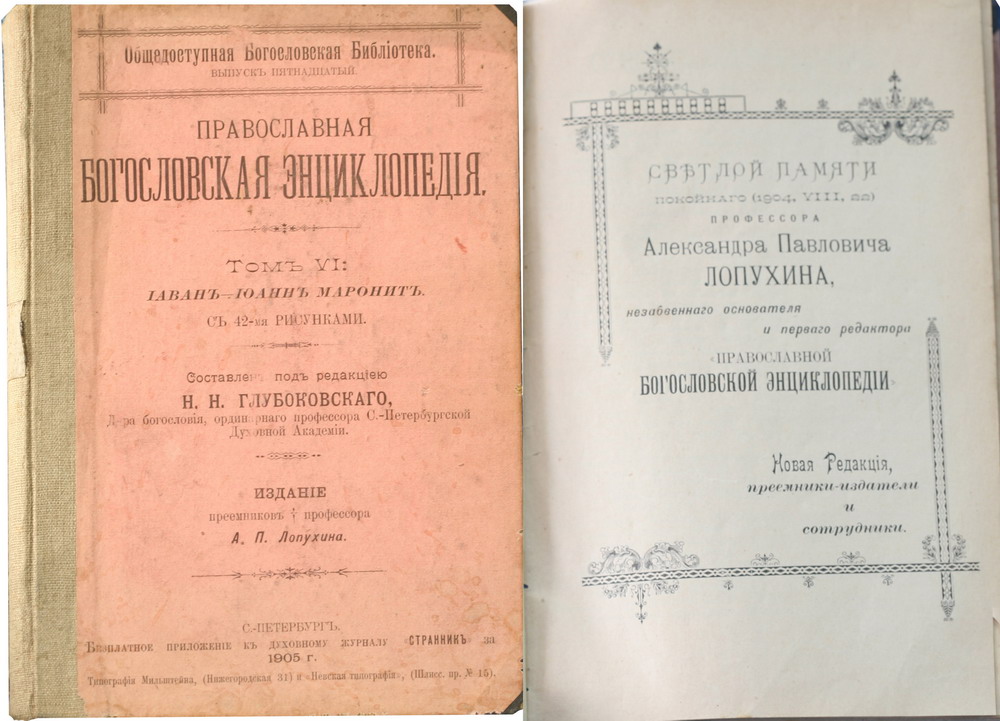 Общедоступная Богословская Библіотека.
ВЫПУСКЪ ПЯТНАДЦАТЫЙ.
ПРАВОСЛАВНАЯ
БОГОСЛОВСКАЯ ЭНЦИКЛОПЕДІЯ.
ТОМЪ VI:
ІАВАНЪ—ІОАННЪ МАРОНИТЪ.
СЪ 42-мя РИСУНКАМИ.
Составленъ подъ редакціею
Н. Н. ГЛУБОКОВСКАГО,
Д-ра богословія, ординарнаго профессора С.-Петербургской
Духовной Академіи.
ИЗДАНІЕ
преемниковъ † профессора
А. П. Лопухина.
С.-ПЕТЕРБУРГЪ.
БЕЗПЛАТНОЕ ПРИЛОЖЕНІЕ КЪ ДУХОВНОМУ ЖУРНАЛУ «СТРАННИКЪ» за
1905 г.
Типографія Мильштейна, (Нижегородская 31) и «Невская типографія», (Шлисс. пр. № 15).
СВѢТЛОЙ ПАМЯТИ
ПОКОЙНАГО (1904, VIII, 22)
ПРОФЕССОРА
Александра Павловича
ЛОПУХИНА,
незабвеннаго основателя
и перваго редактора
«ПРАВОСЛАВНОЙ
БОГОСЛОВСКОЙ ЭНЦИКЛОПЕДІИ»
Новая Редакція,
преемники-издатели
и
сотрудники.